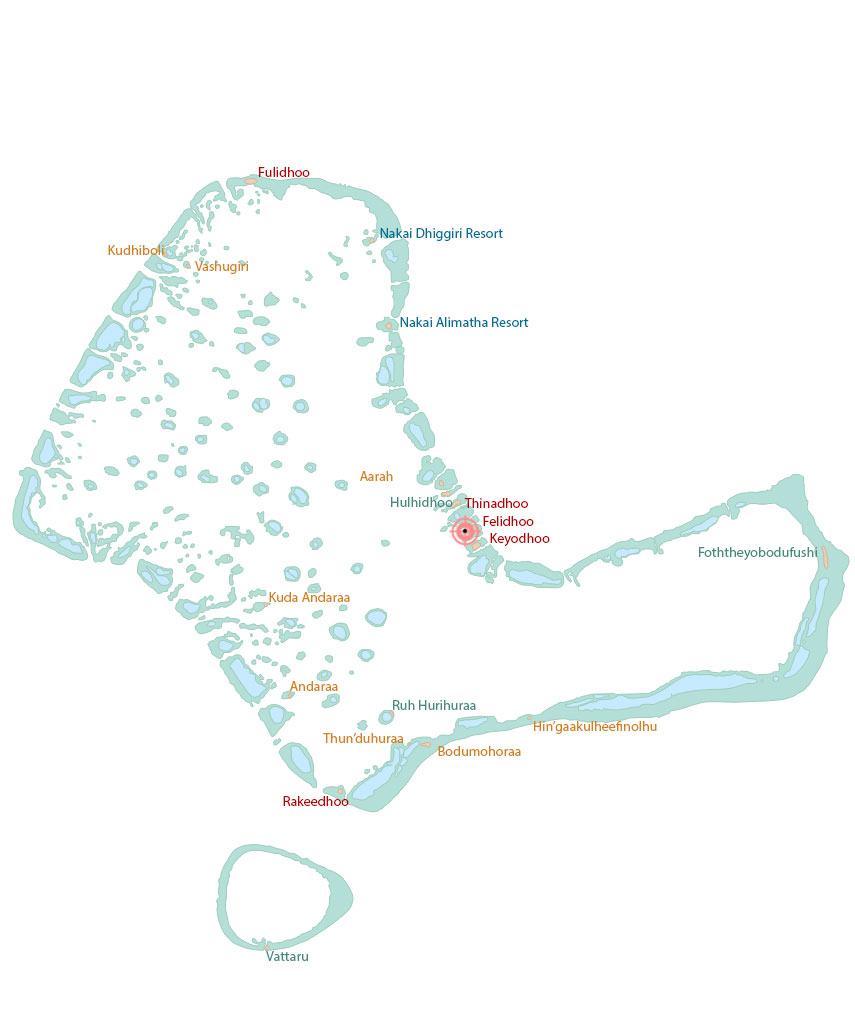 Fulidhoo
Nakai Dhiggiri Resort
Kudhiboli
Vashugiri
Nakai Alimatha Resort
Aarah
Hulhidhoo
Thinadhoo
Felidhoo
Keyodhoo
Foththeyobodufushi
Kuda Andaraa
Andaraa
Ruh Hurihuraa
Hin'gaakulheefinolhu
Thun'duhuraa
Bodumohoraa
Rakeedhoo
Vattaru